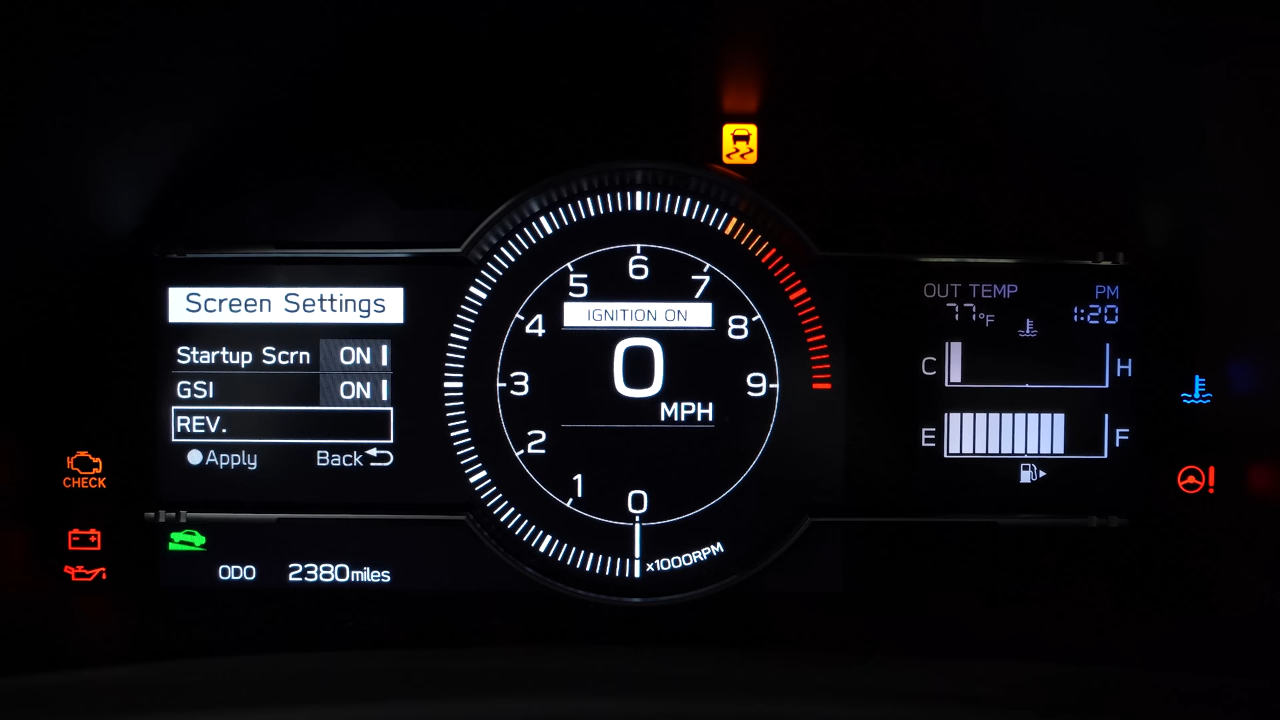 Screen Settings
Startup Scrn ON
GSI ON
REV.
Apply Back
CHECK
ODO 2380miles
0
1
2
3
4
5
6
7
8
9
IGNITION ON
0
MPH
x1000RPM
OUT TEMP PM
77°F 1:20
C H
E F